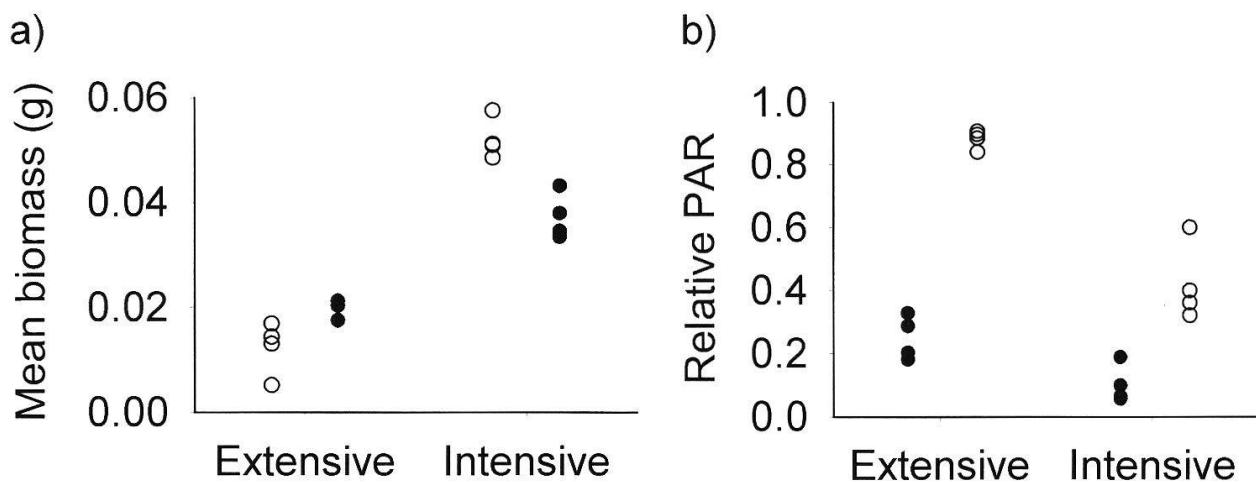 a)
Mean biomass (g)
0.06
0.04
0.02
0.00
Extensive
Intensive
b)
Relative PAR
1.0
0.8
0.6
0.4
0.2
0.0
Extensive
Intensive